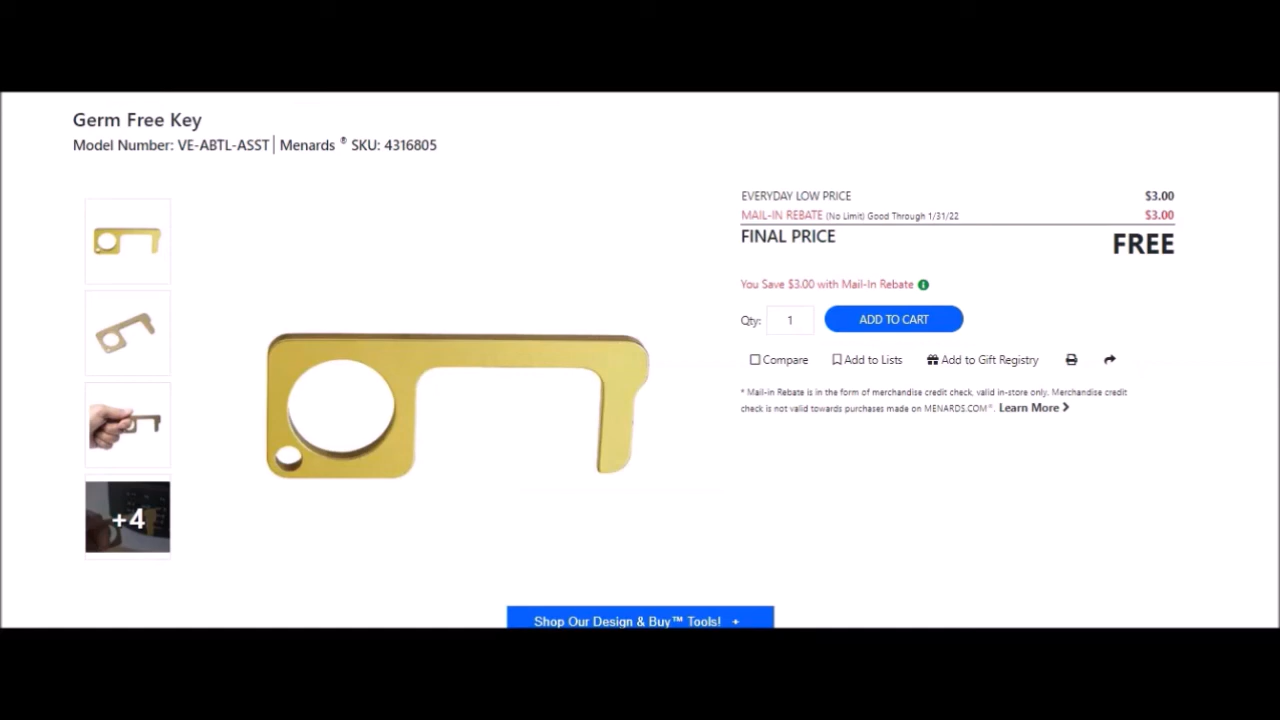 Germ Free Key
Model Number: VE-ABTL-ASST | Menards ® SKU: 4316805
EVERYDAY LOW PRICE $3.00
MAIL-IN REBATE (No Limit) Good Through 1/31/22 $3.00
FINAL PRICE FREE
You Save $3.00 with Mail-In Rebate
Qty: 1 ADD TO CART
Compare Add to Lists Add to Gift Registry
* Mail-in Rebate is in the form of merchandise credit check, valid in-store only. Merchandise credit
check is not valid towards purchases made on MENARDS.COM®. Learn More
+4
Shop Our Design & Buy™ Tools! +